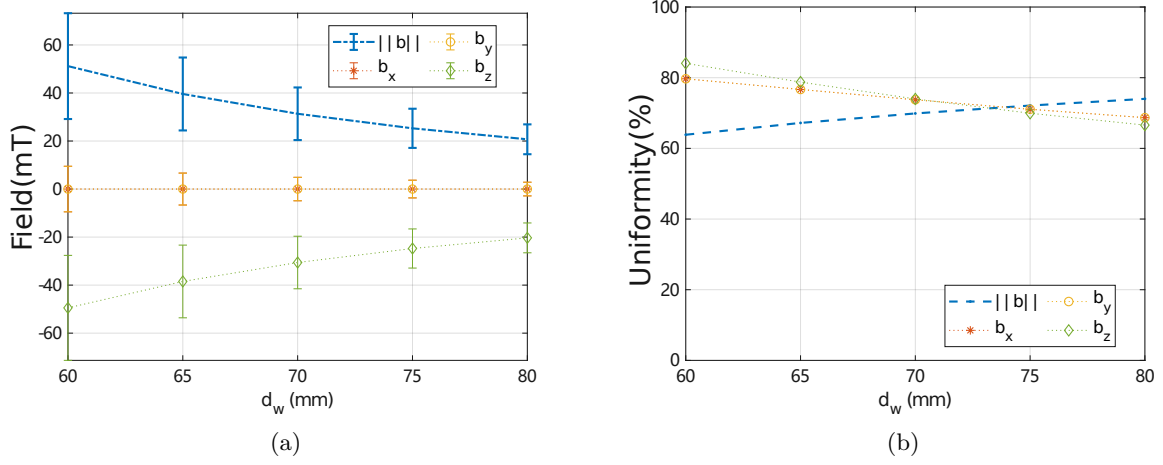 60
40
20
0
-20
-40
-60
Field(mT)
||b||
b_x
b_y
b_z
60 65 70 75 80
d_w (mm)
(a)
100
80
60
40
20
0
Uniformity(%)
||b||
b_x
b_y
b_z
60 65 70 75 80
d_w (mm)
(b)